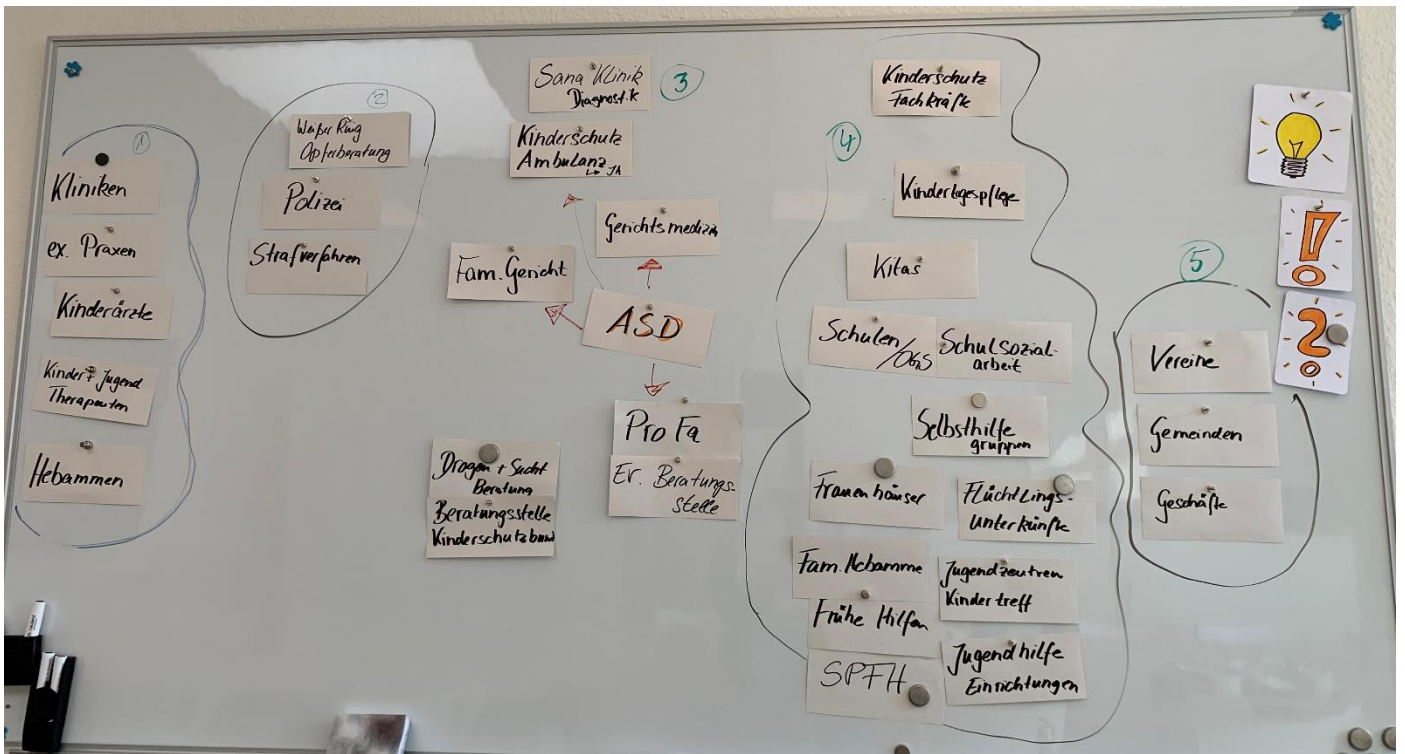 1
Kliniken
ex. Praxen
Kinderärzte
Kinder + Jugend
Therapeuten
Hebammen
2
Weißer Ring
Opferberatung
Polizei
Strafverfahren
3
Sana Klinik
Diagnostik
Kinderschutz
Ambulanz
↳ JA
Gerichtsmedizin
Fam. Gericht
ASD
Pro Fa
Ev. Beratungs-
stelle
Drogen + Sucht
Beratung
Beratungsstelle
Kinderschutzbund
4
Kinderschutz
Fachkräfte
Kindertagespflege
Kitas
Schulen
/OGS
Schulsozial-
arbeit
Selbsthilfe
gruppen
Frauenhäuser
Flüchtlings-
unterkünfte
Fam. Hebamme
Jugendzentren
Kindertreff
Frühe Hilfen
SPFH
Jugendhilfe
Einrichtungen
5
Vereine
Gemeinden
Geschäfte
!
?